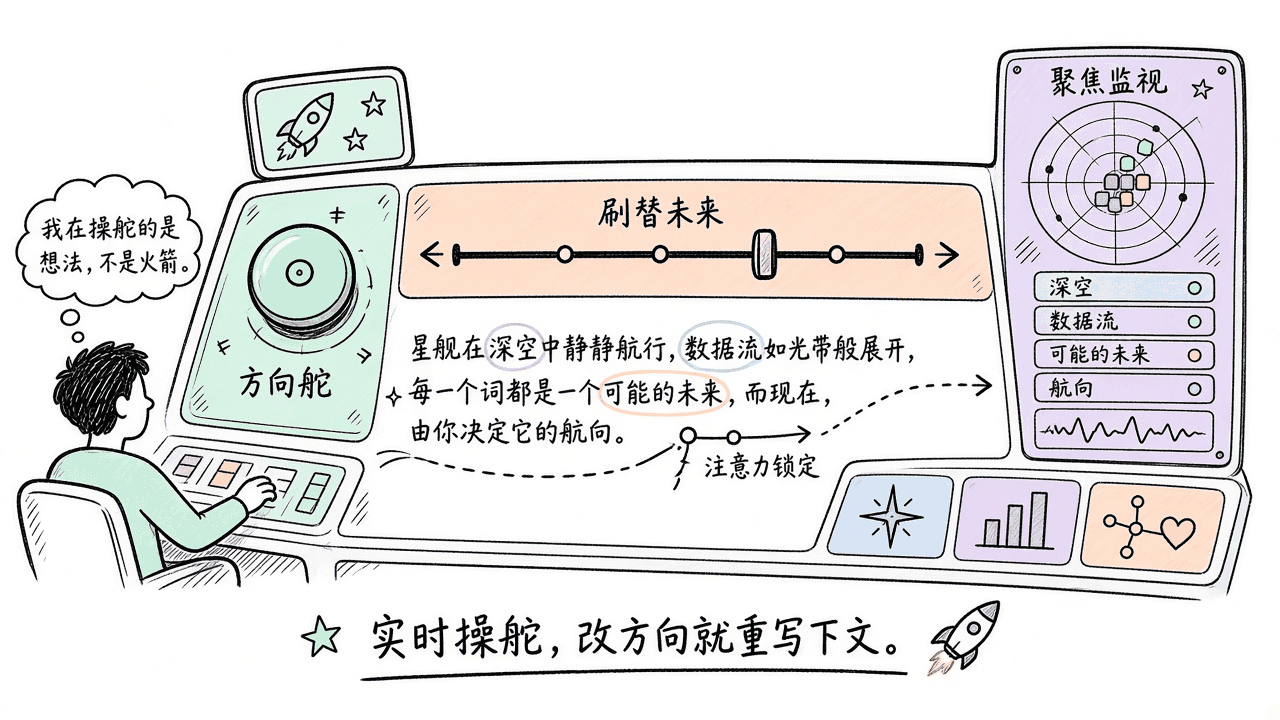 我在操舵的是
想法，不是火箭。
方向舵
刷替未来
星舰在深空中静静航行，数据流如光带般展开，
每一个词都是一个可能的未来，而现在，
由你决定它的航向。
注意力锁定
聚焦监视
深空
数据流
可能的未来
航向
实时操舵，改方向就重写下文。